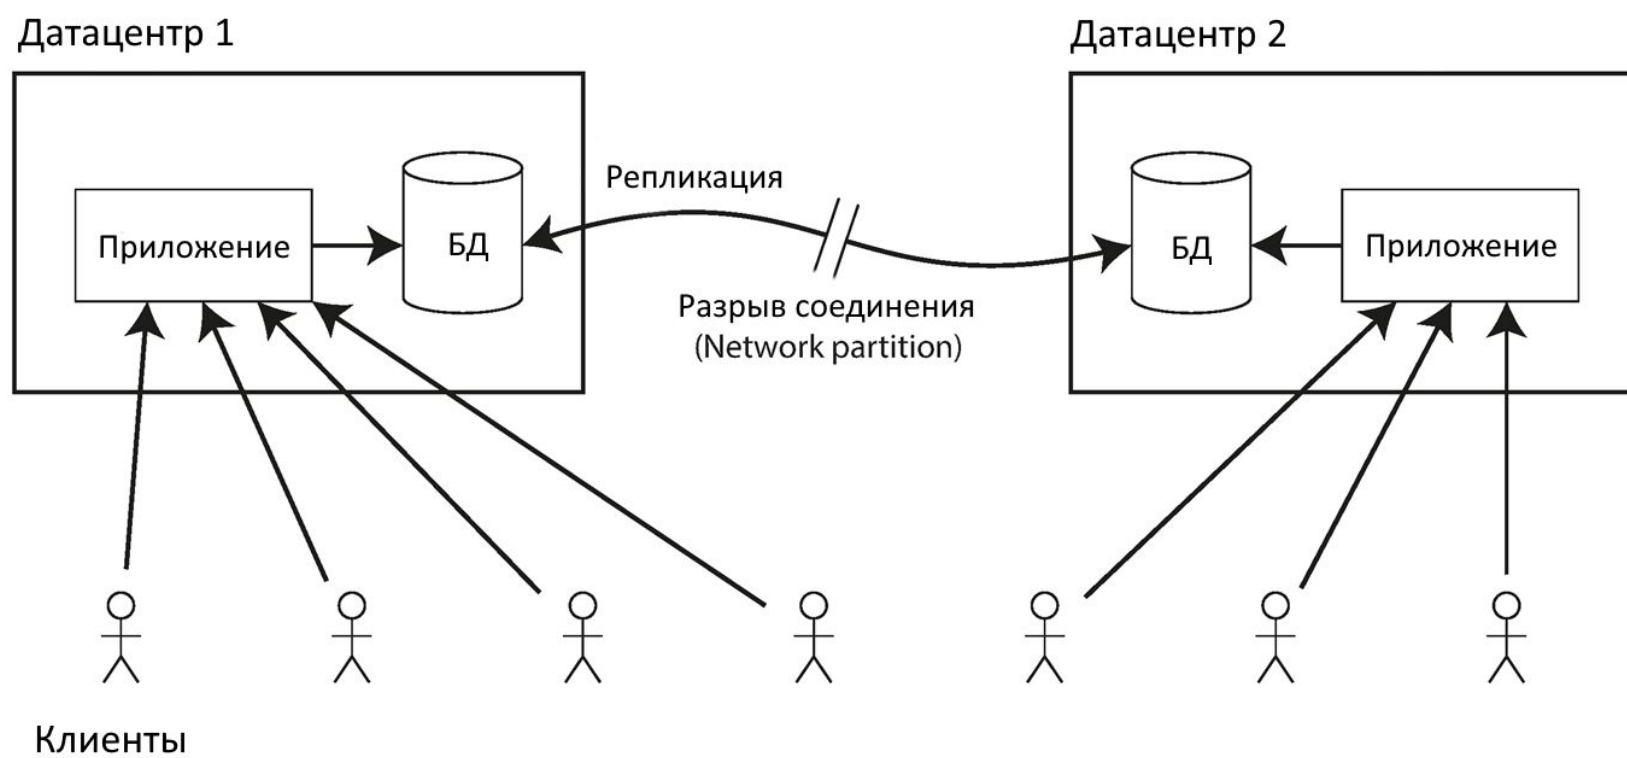 Датацентр 1
Датацентр 2
Репликация
Приложение
БД
БД
Приложение
Разрыв соединения
(Network partition)
Клиенты